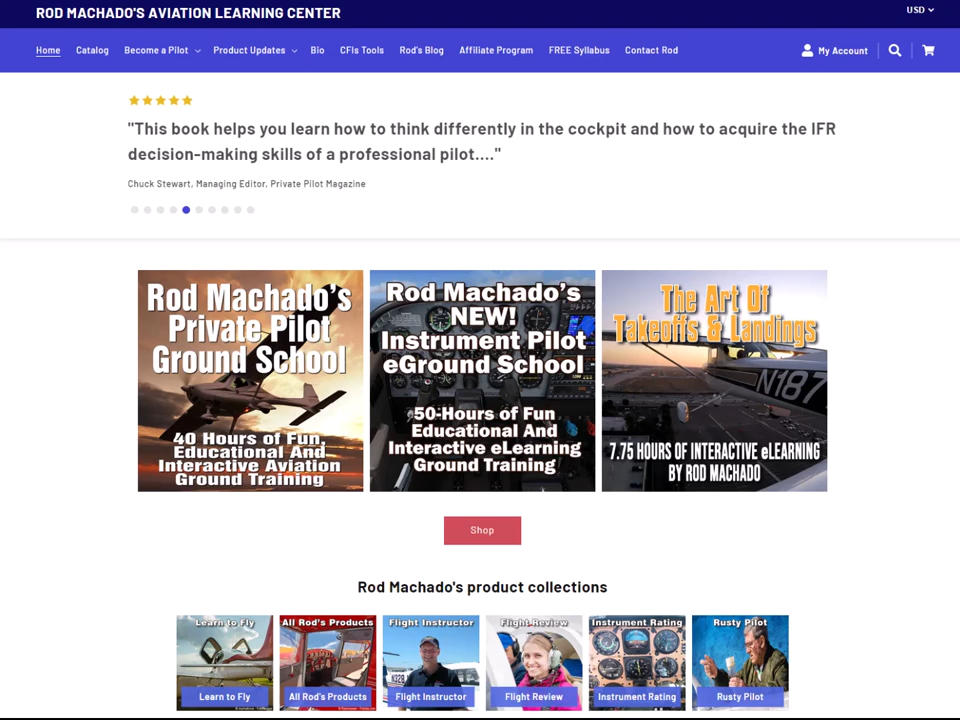 ROD MACHADO'S AVIATION LEARNING CENTER
USD
Home Catalog Become a Pilot Product Updates Bio CFIs Tools Rod's Blog Affiliate Program FREE Syllabus Contact Rod My Account
"This book helps you learn how to think differently in the cockpit and how to acquire the IFR
decision-making skills of a professional pilot...."
Chuck Stewart, Managing Editor, Private Pilot Magazine
Rod Machado's
Private Pilot
Ground School
40 Hours of Fun,
Educational And
Interactive Aviation
Ground Training
Rod Machado's
NEW!
Instrument Pilot
eGround School
50-Hours of Fun
Educational And
Interactive eLearning
Ground Training
The Art Of
Takeoffs & Landings
N187
7.75 HOURS OF INTERACTIVE eLEARNING
BY ROD MACHADO
Shop
Rod Machado's product collections
Learn to Fly
Learn to Fly
All Rod's Products
All Rod's Products
Flight Instructor
Flight Instructor
Flight Review
Flight Review
Instrument Rating
Instrument Rating
Rusty Pilot
Rusty Pilot